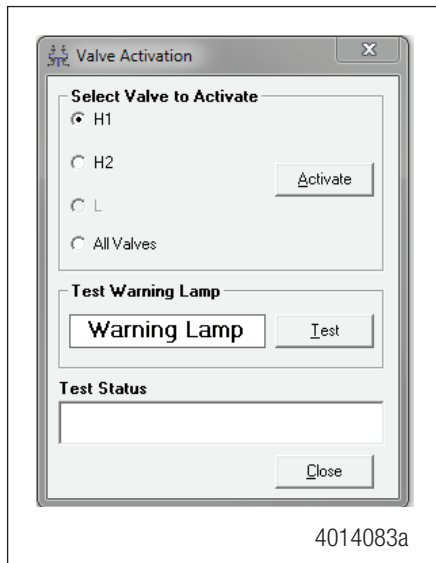 Valve Activation
Select Valve to Activate
H1
H2
Activate
L
All Valves
Test Warning Lamp
Warning Lamp
Test
Test Status
Close
4014083a